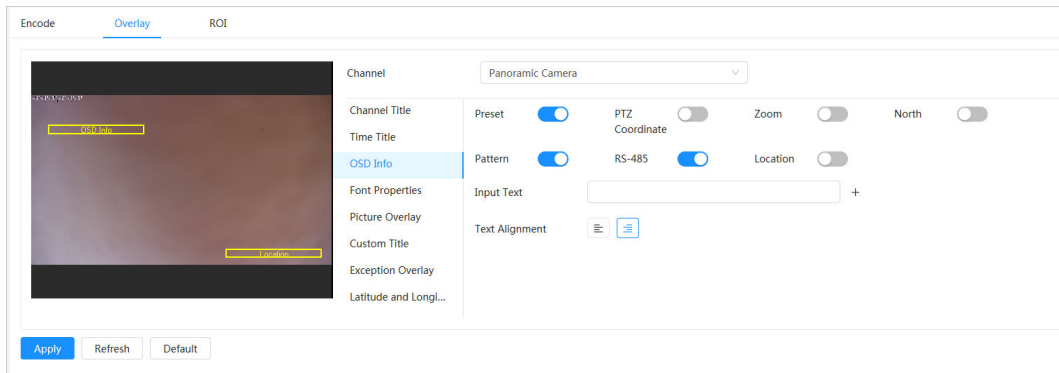 Encode Overlay ROI
Channel Panoramic Camera
OSD Info
Location
Channel Title
Time Title
OSD Info
Font Properties
Picture Overlay
Custom Title
Exception Overlay
Latitude and Longi...
Preset PTZ Coordinate Zoom North
Pattern RS-485 Location
Input Text +
Text Alignment
Apply Refresh Default